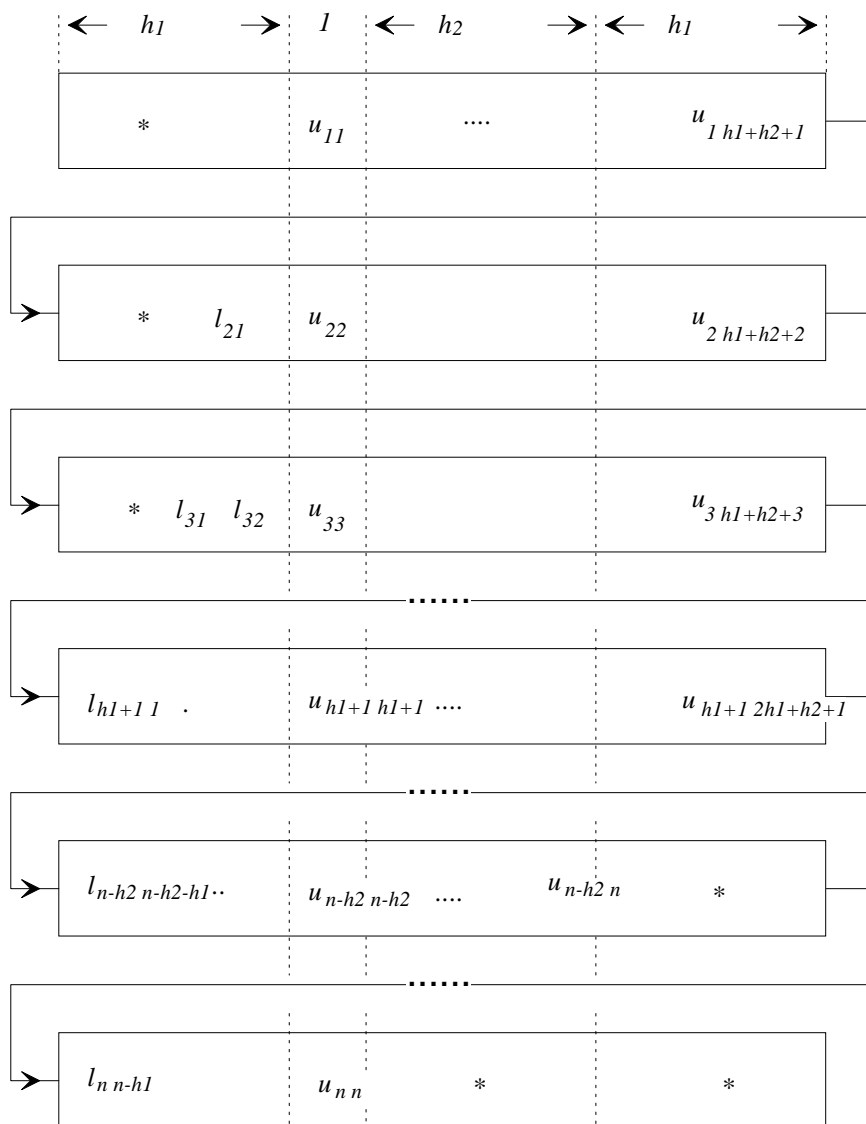 h1 1 h2 h1
* u11 .... u1 h1+h2+1
* l21 u22 u2 h1+h2+2
* l31 l32 u33 u3 h1+h2+3
......
lh1+1 1 . uh1+1 h1+1 .... uh1+1 2h1+h2+1
......
ln-h2 n-h2-h1.. un-h2 n-h2 .... un-h2 n *
......
ln n-h1 un n * *